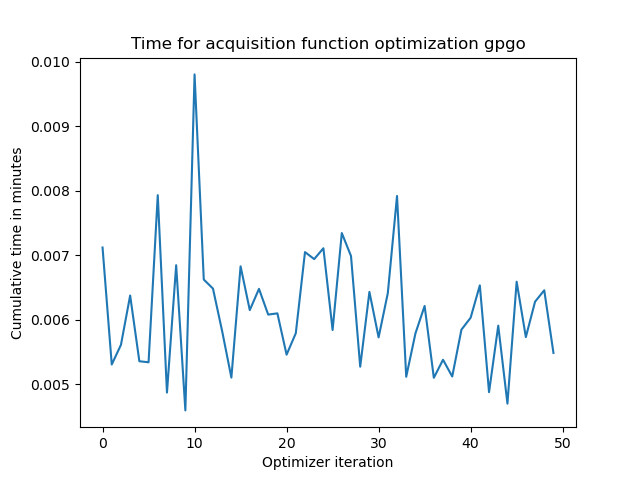 Time for acquisition function optimization gpgo
0.010
0.009
0.008
0.007
0.006
0.005
Cumulative time in minutes
0 10 20 30 40 50
Optimizer iteration